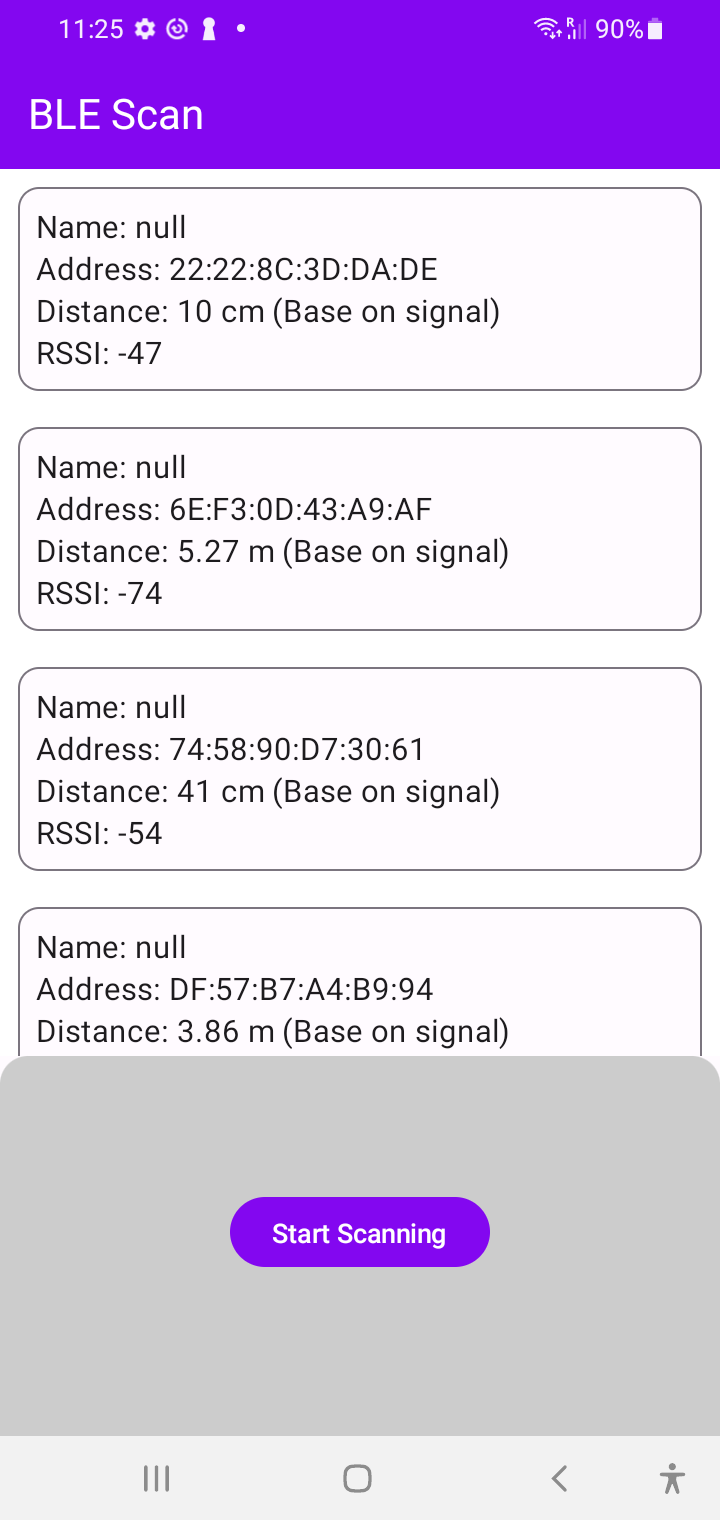 11:25 R 90%
BLE Scan
Name: null
Address: 22:22:8C:3D:DA:DE
Distance: 10 cm (Base on signal)
RSSI: -47
Name: null
Address: 6E:F3:0D:43:A9:AF
Distance: 5.27 m (Base on signal)
RSSI: -74
Name: null
Address: 74:58:90:D7:30:61
Distance: 41 cm (Base on signal)
RSSI: -54
Name: null
Address: DF:57:B7:A4:B9:94
Distance: 3.86 m (Base on signal)
Start Scanning